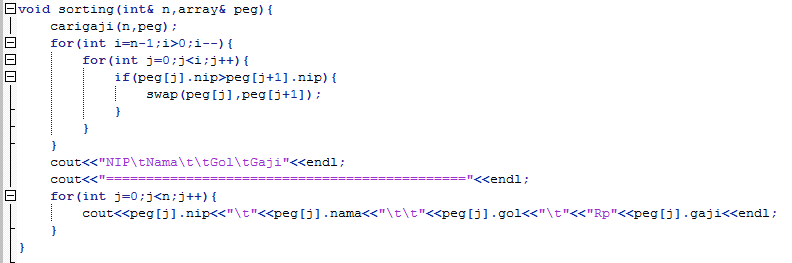 void sorting(int& n,array& peg){
    carigaji(n,peg);
    for(int i=n-1;i>0;i--){
        for(int j=0;j<i;j++){
            if(peg[j].nip>peg[j+1].nip){
                swap(peg[j],peg[j+1]);
            }
        }
    }
    cout<<"NIP\tNama\t\tGol\tGaji"<<endl;
    cout<<"============================================="<<endl;
    for(int j=0;j<n;j++){
        cout<<peg[j].nip<<"\t"<<peg[j].nama<<"\t\t"<<peg[j].gol<<"\t"<<"Rp"<<peg[j].gaji<<endl;
    }
}